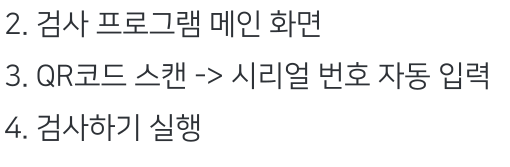 2. 검사 프로그램 메인 화면
3. QR코드 스캔 -> 시리얼 번호 자동 입력
4. 검사하기 실행